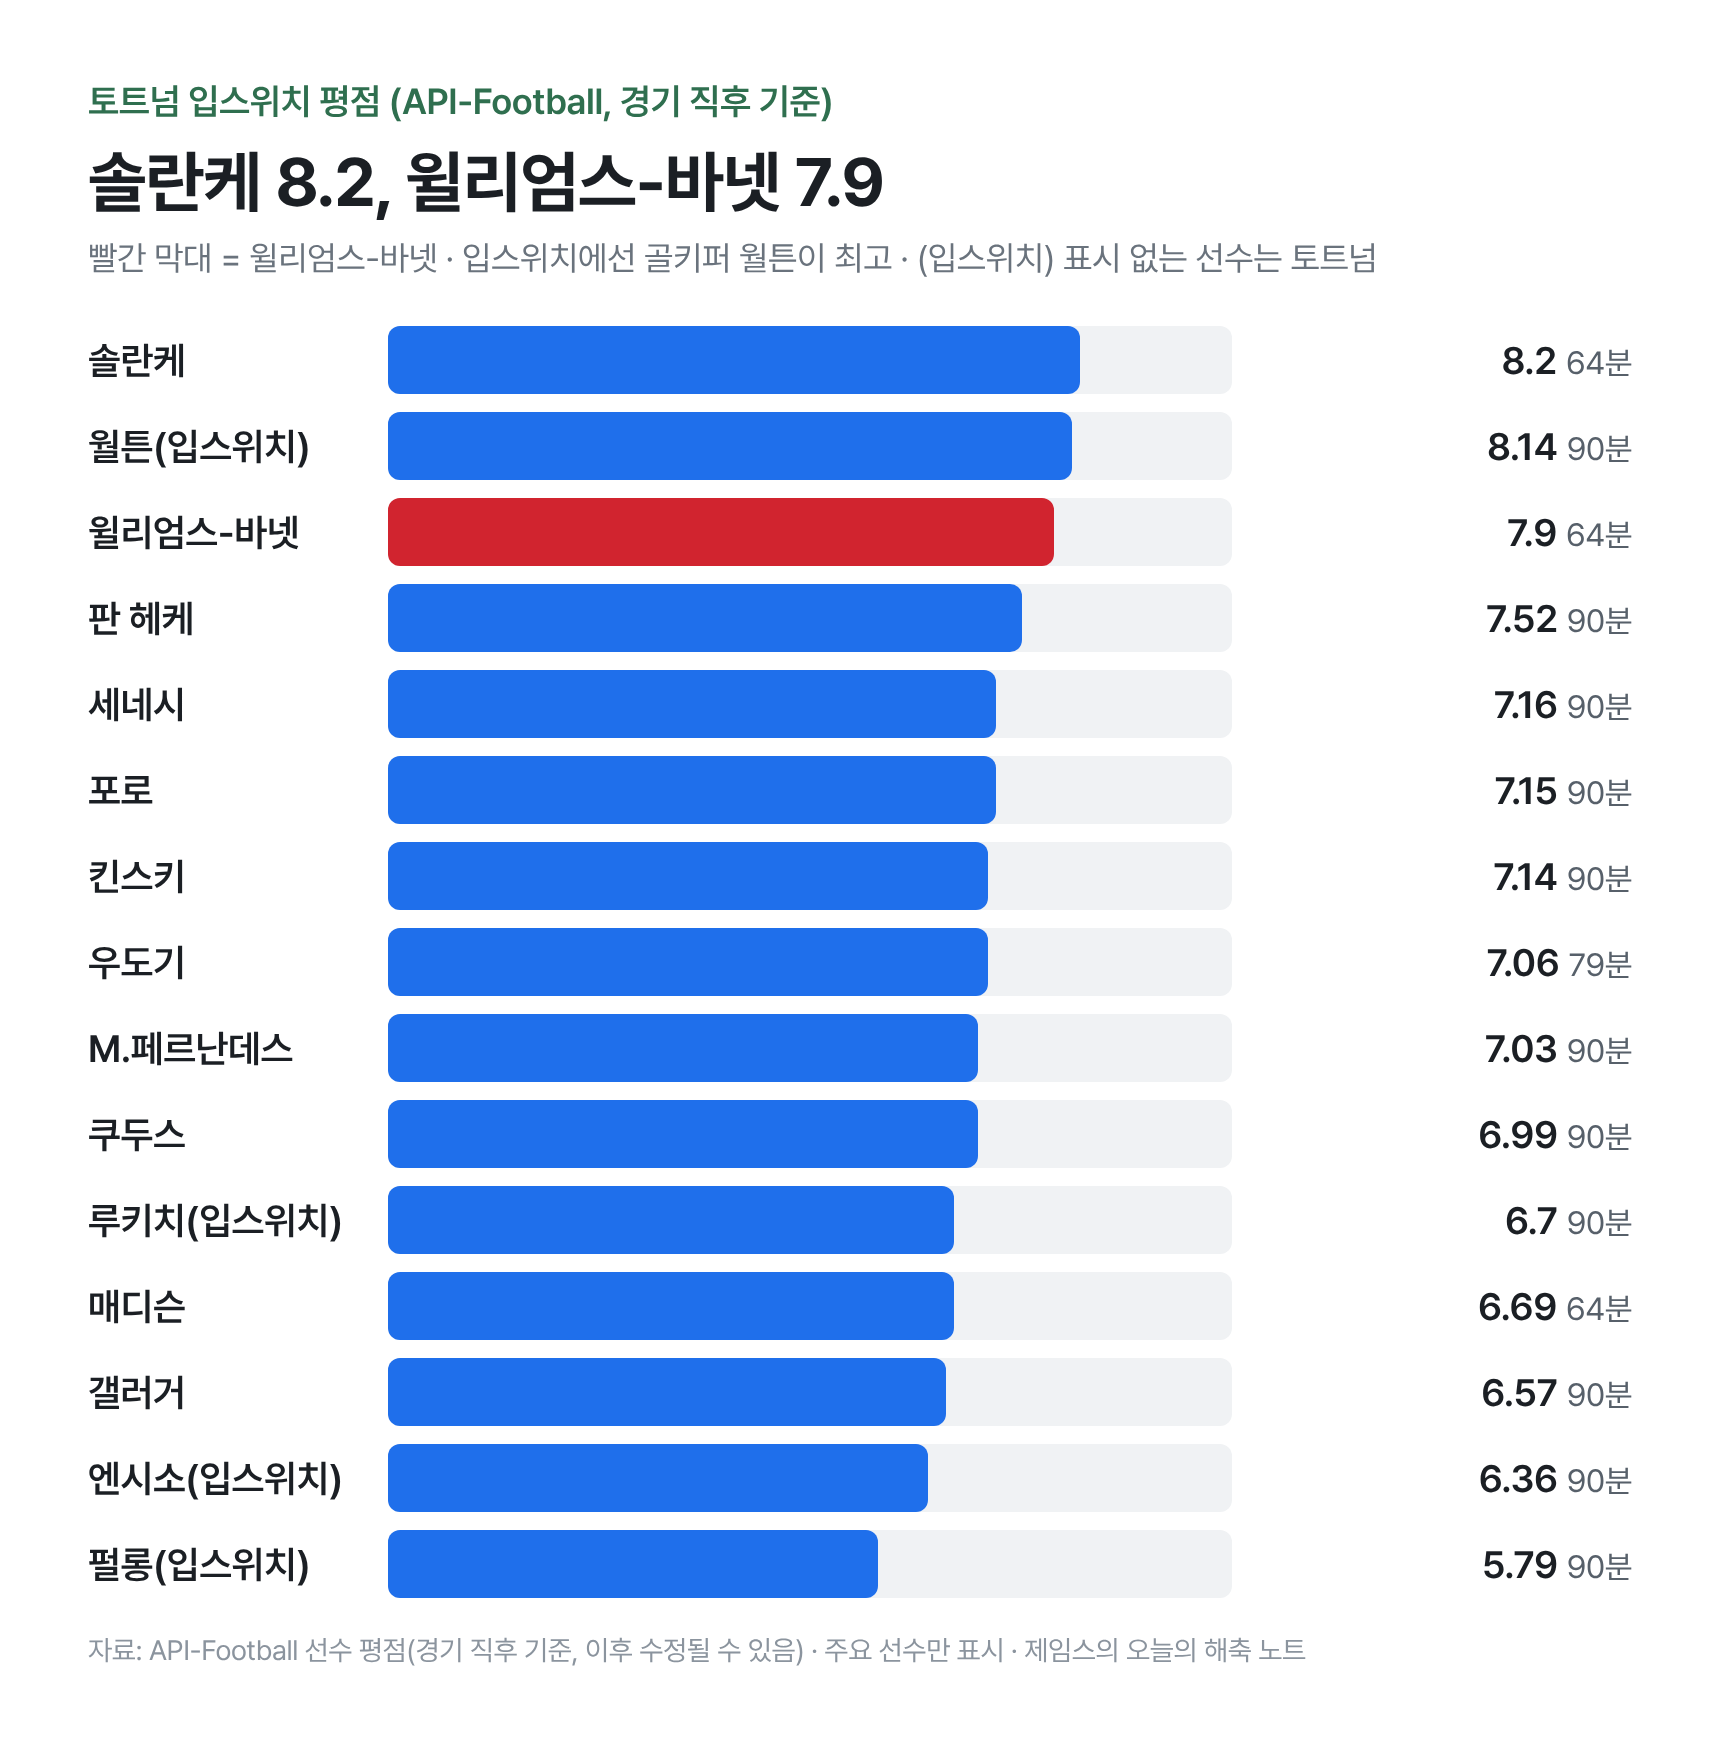 토트넘 입스위치 평점 (API-Football, 경기 직후 기준)
솔란케 8.2, 윌리엄스-바넷 7.9
빨간 막대 = 윌리엄스-바넷 · 입스위치에선 골키퍼 월튼이 최고 · (입스위치) 표시 없는 선수는 토트넘
솔란케 8.2 64분
월튼(입스위치) 8.14 90분
윌리엄스-바넷 7.9 64분
판 헤케 7.52 90분
세네시 7.16 90분
포로 7.15 90분
킨스키 7.14 90분
우도기 7.06 79분
M.페르난데스 7.03 90분
쿠두스 6.99 90분
루키치(입스위치) 6.7 90분
매디슨 6.69 64분
갤러거 6.57 90분
엔시소(입스위치) 6.36 90분
펄롱(입스위치) 5.79 90분
자료: API-Football 선수 평점(경기 직후 기준, 이후 수정될 수 있음) · 주요 선수만 표시 · 제임스의 오늘의 해축 노트